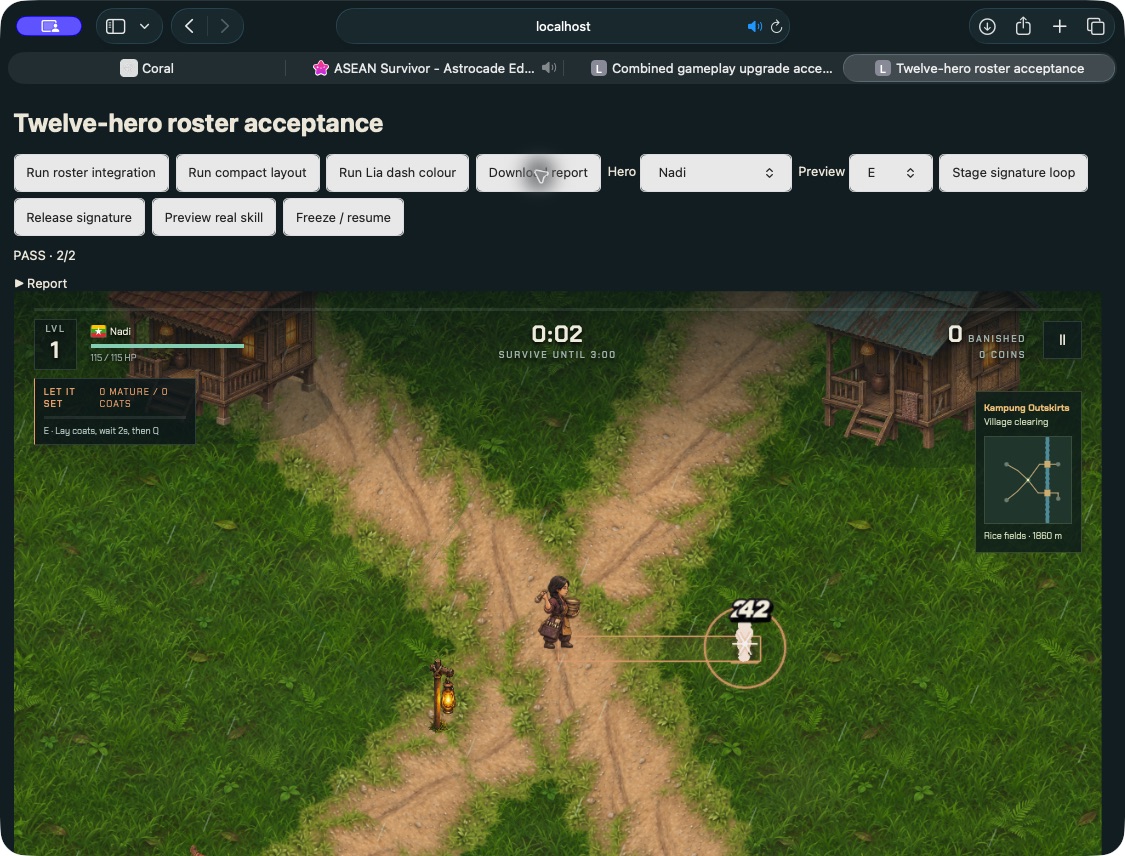 localhost
Coral
ASEAN Survivor - Astrocade Ed...
L Combined gameplay upgrade acce...
L Twelve-hero roster acceptance
Twelve-hero roster acceptance
Run roster integration
Run compact layout
Run Lia dash colour
Download report
Hero
Nadi
Preview
E
Stage signature loop
Release signature
Preview real skill
Freeze / resume
PASS · 2/2
Report
LVL
1
Nadi
115 / 115 HP
0:02
SURVIVE UNTIL 3:00
0 BANISHED
0 COINS
LET IT SET
0 MATURE / 0 COATS
E · Lay coats, wait 2s, then Q
Kampung Outskirts
Village clearing
Rice fields · 1860 m
42